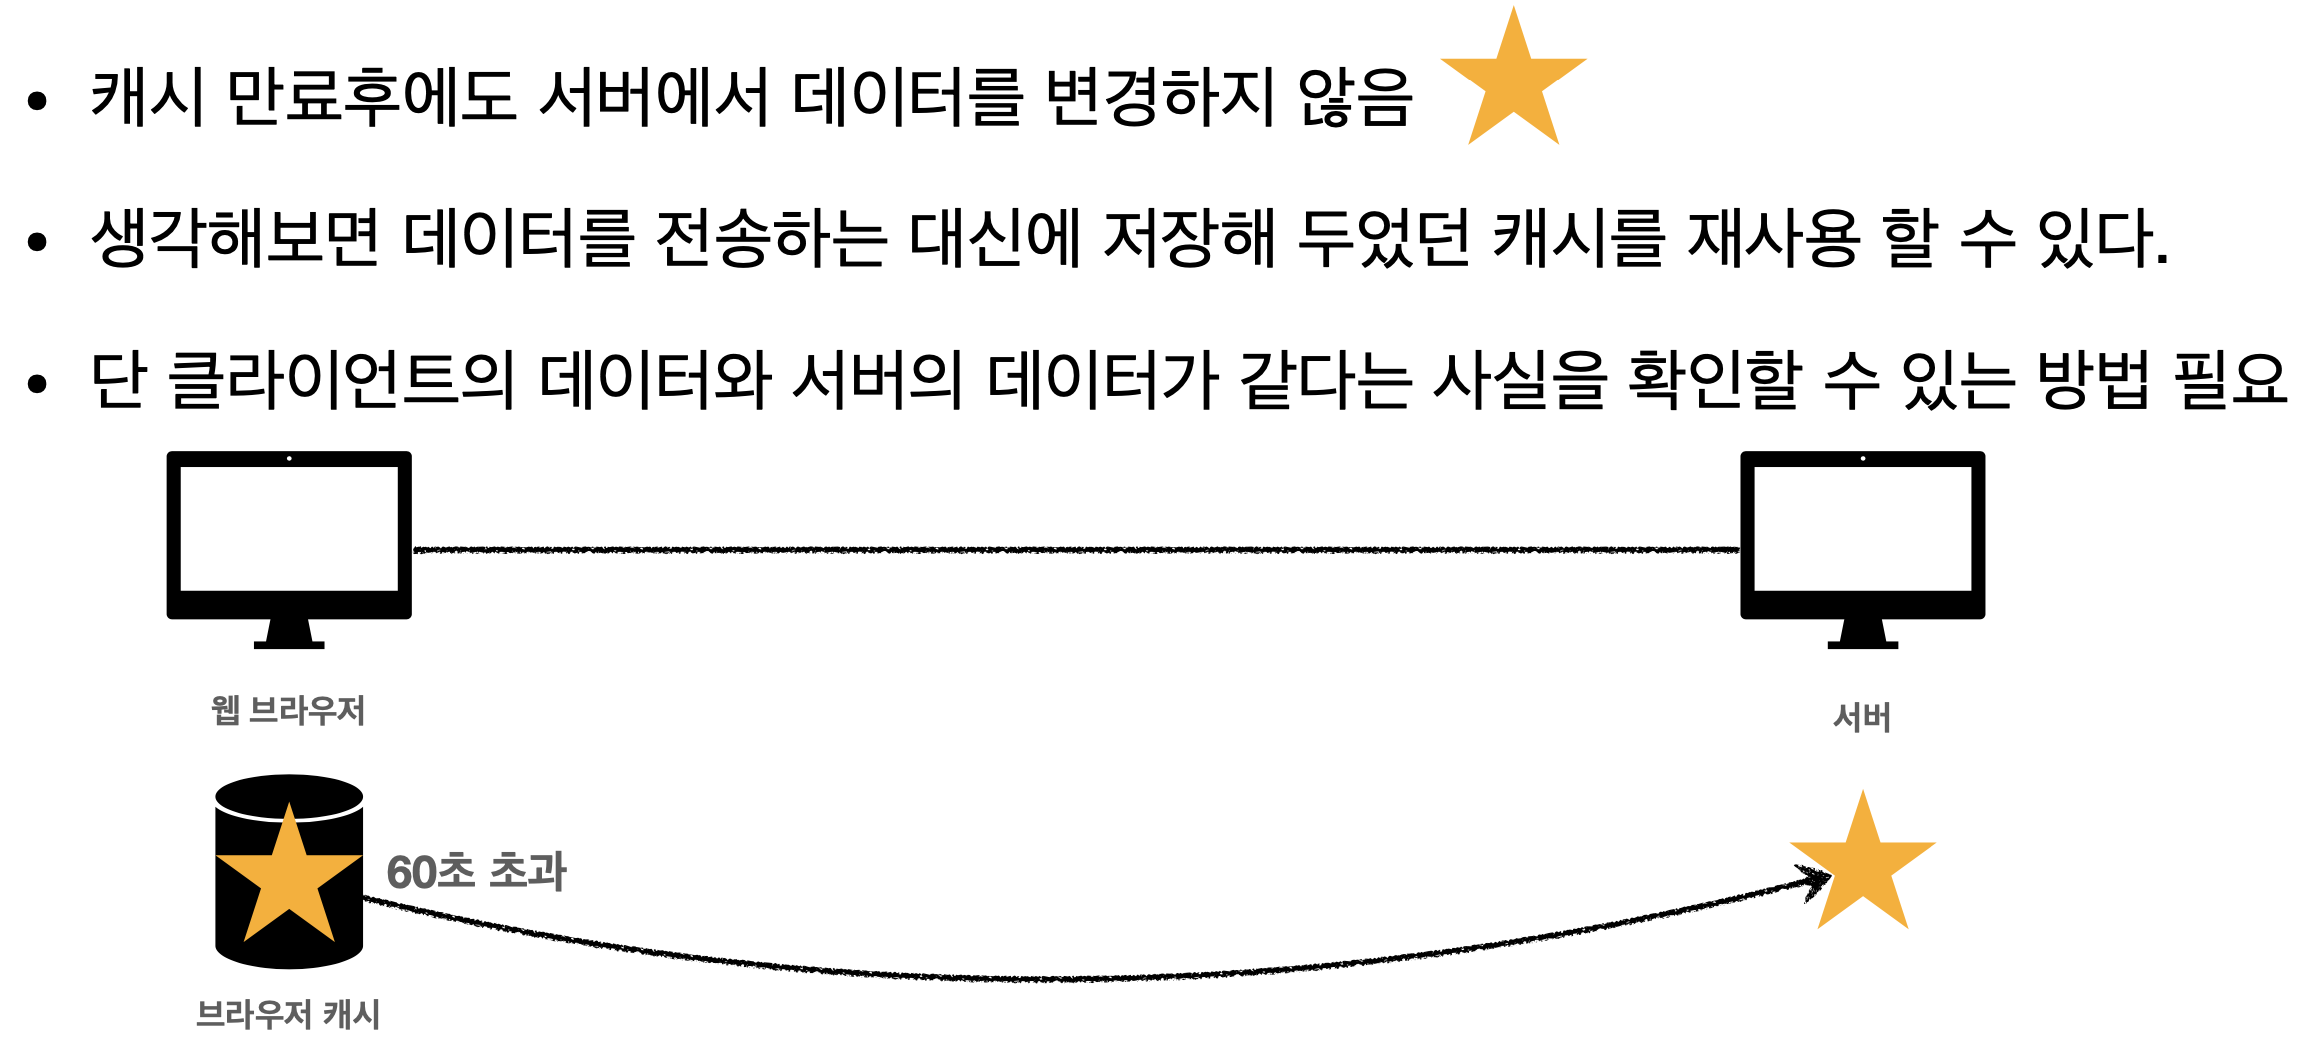 • 캐시 만료후에도 서버에서 데이터를 변경하지 않음
• 생각해보면 데이터를 전송하는 대신에 저장해 두었던 캐시를 재사용 할 수 있다.
• 단 클라이언트의 데이터와 서버의 데이터가 같다는 사실을 확인할 수 있는 방법 필요
웹 브라우저
서버
60초 초과
브라우저 캐시